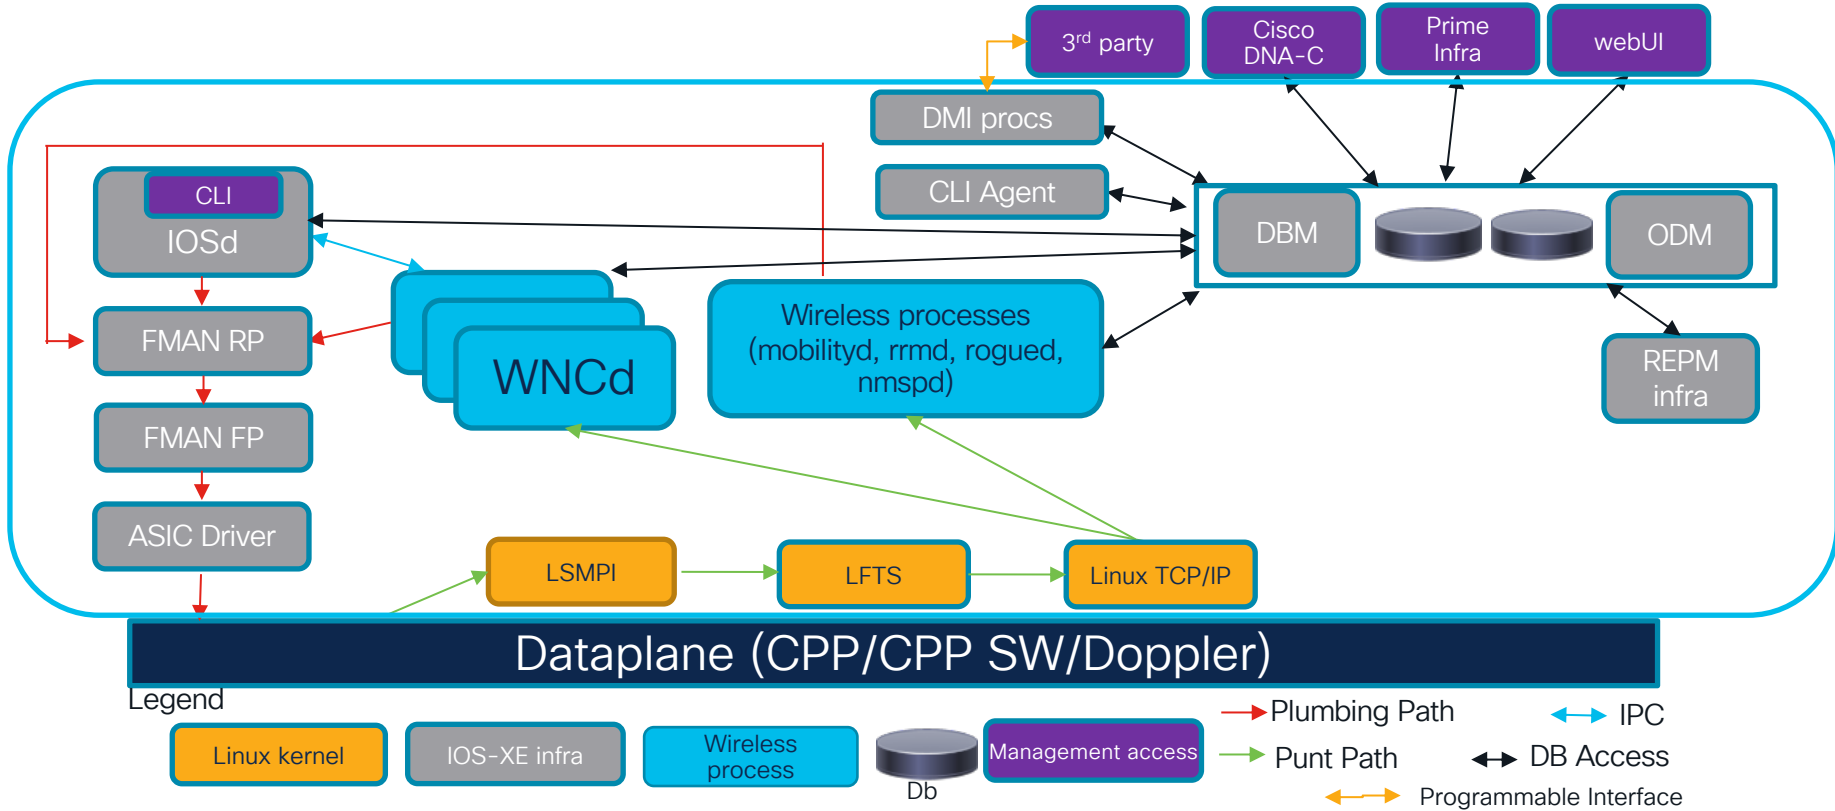 3rd party
Cisco
DNA-C
Prime
Infra
webUI
DMI procs
CLI Agent
CLI
IOSd
DBM
ODM
FMAN RP
WNCd
Wireless processes
(mobilityd, rrmd, rogued,
nmspd)
REPM
infra
FMAN FP
ASIC Driver
LSMPI
LFTS
Linux TCP/IP
Dataplane (CPP/CPP SW/Doppler)
Legend
Linux kernel
IOS-XE infra
Wireless
process
Db
Management access
Plumbing Path
IPC
Punt Path
DB Access
Programmable Interface